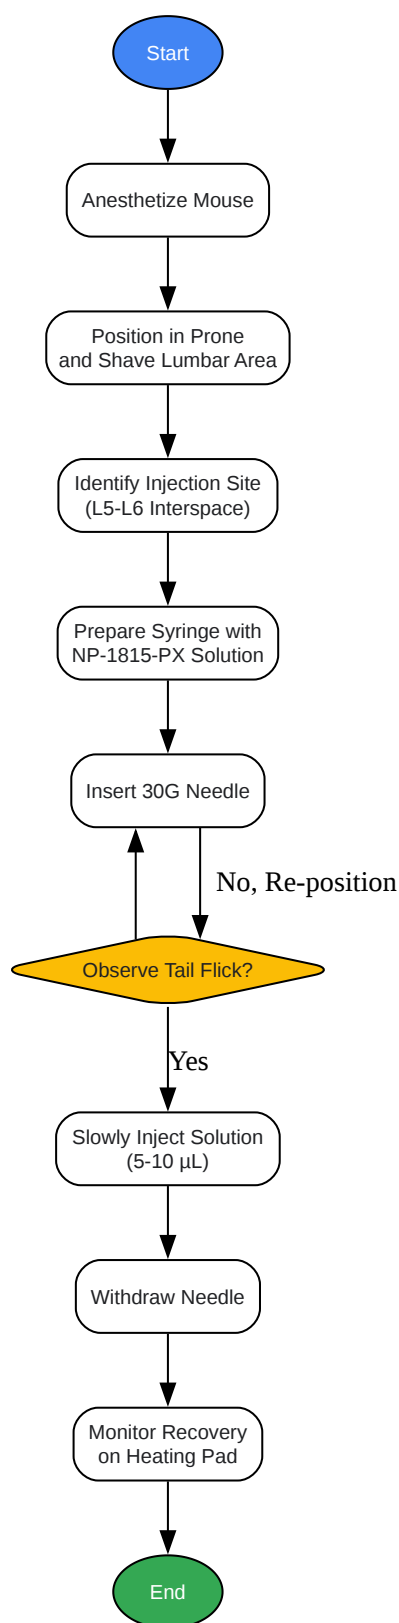 Start
Anesthetize Mouse
Position in Prone
and Shave Lumbar Area
Identify Injection Site
(L5-L6 Interspace)
Prepare Syringe with
NP-1815-PX Solution
Insert 30G Needle
No, Re-position
Observe Tail Flick?
Yes
Slowly Inject Solution
(5-10 µL)
Withdraw Needle
Monitor Recovery
on Heating Pad
End